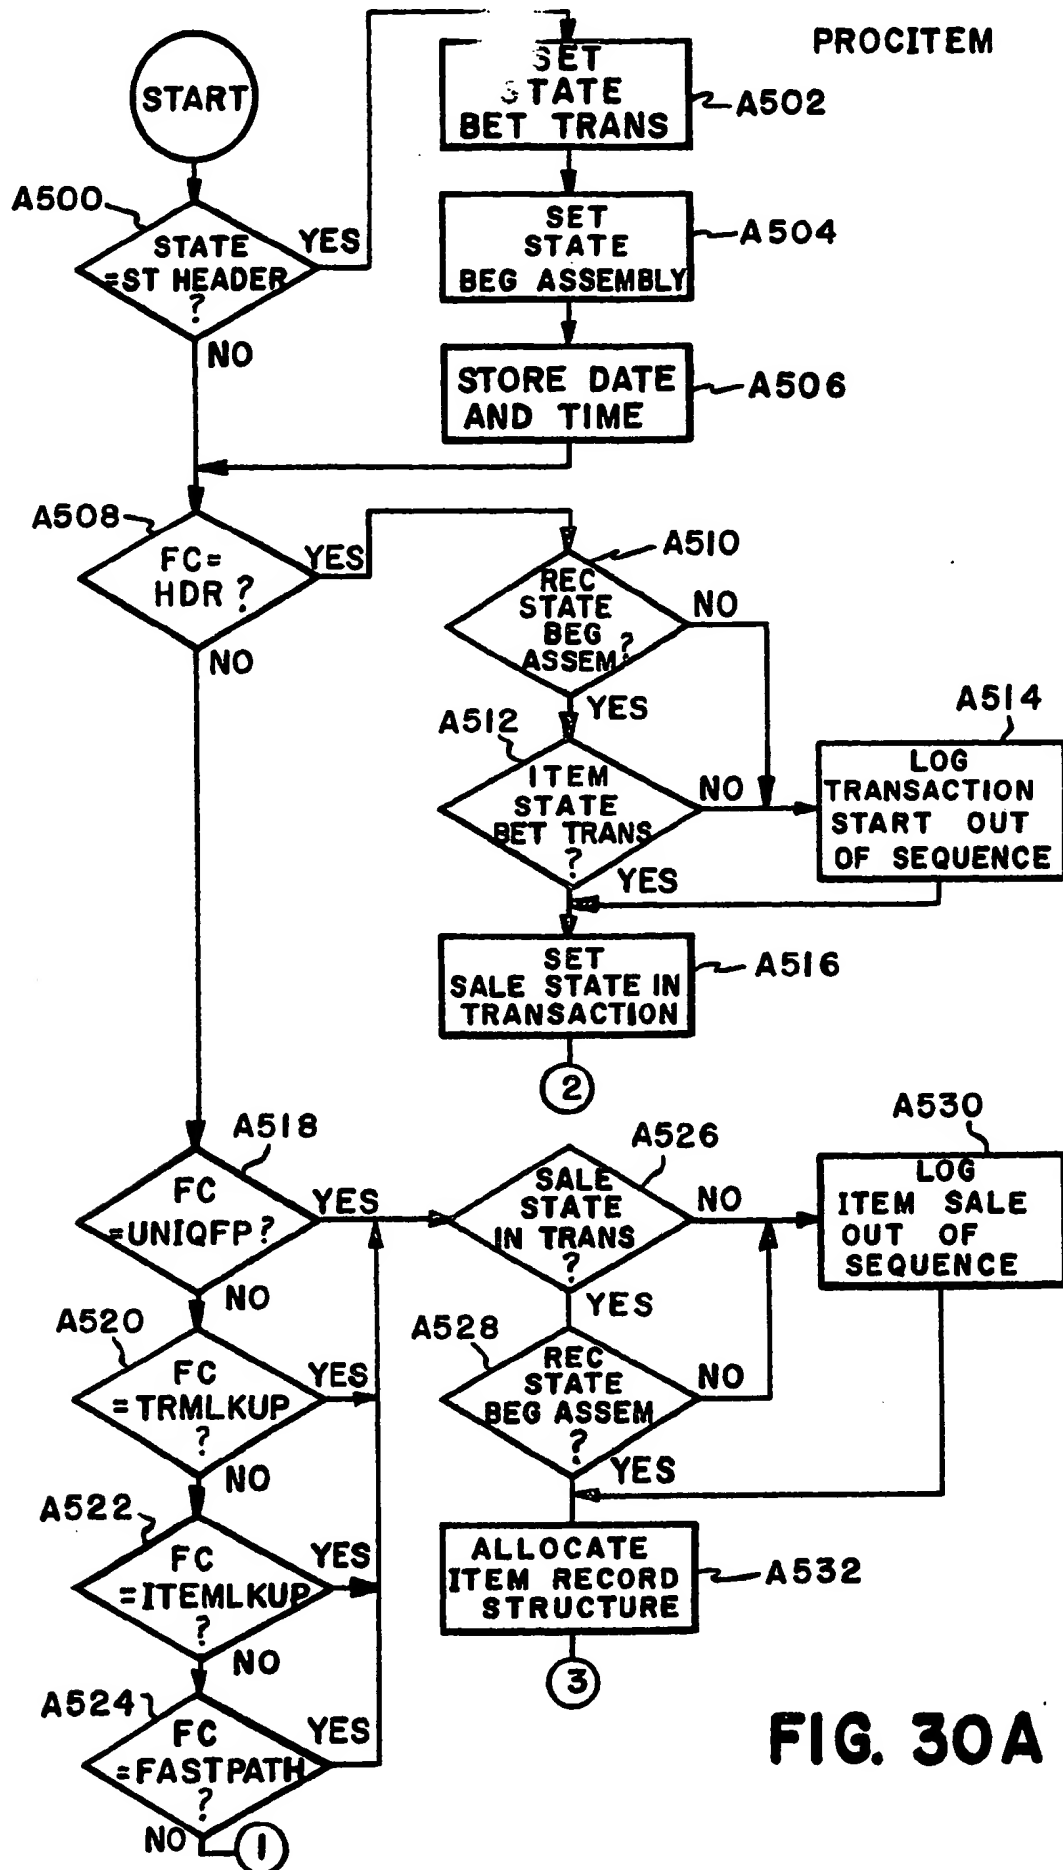 PROCITEM
START
SET
STATE
BET TRANS
A502
A500
STATE
=ST HEADER
?
YES
NO
SET
STATE
BEG ASSEMBLY
A504
STORE DATE
AND TIME
A506
A508
FC=
HDR ?
YES
NO
A510
REC
STATE
BEG
ASSEM?
NO
YES
A512
ITEM
STATE
BET TRANS
?
NO
YES
A514
LOG
TRANSACTION
START OUT
OF SEQUENCE
SET
SALE STATE IN
TRANSACTION
A516
2
A518
FC
=UNIQFP?
YES
NO
A520
FC
=TRMLKUP
?
YES
NO
A522
FC
=ITEMLKUP
?
YES
NO
A524
FC
=FASTPATH
?
YES
NO
1
A526
SALE
STATE
IN TRANS
?
NO
YES
A528
REC
STATE
BEG ASSEM
?
NO
YES
A530
LOG
ITEM SALE
OUT OF
SEQUENCE
ALLOCATE
ITEM RECORD
STRUCTURE
A532
3
FIG. 30A